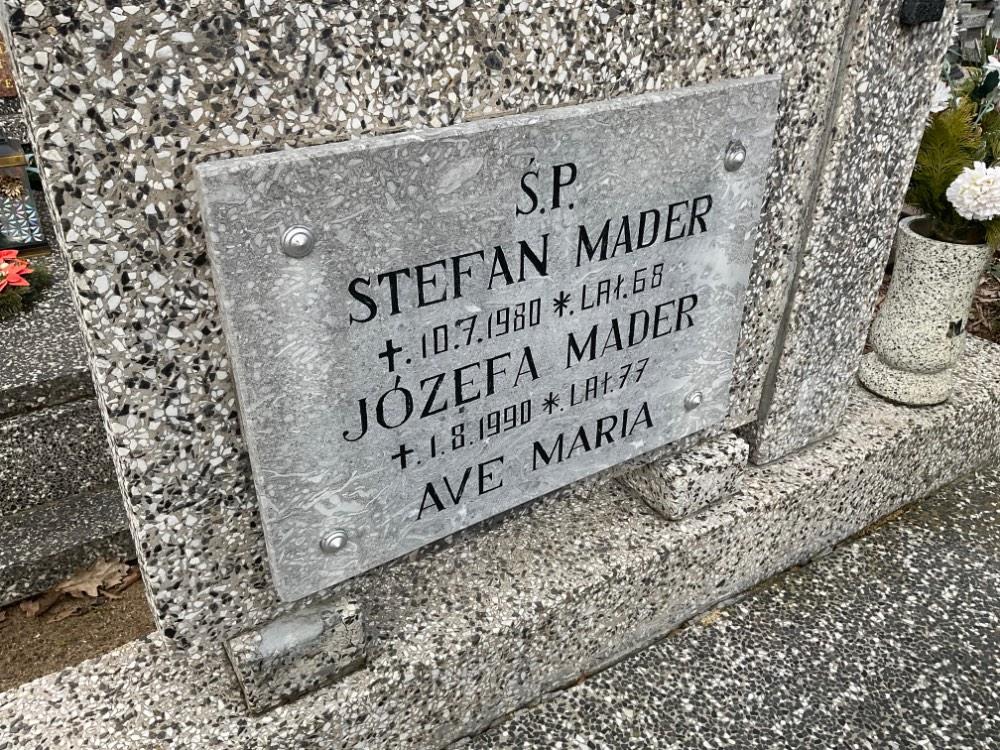 Ś.P.
STEFAN MADER
✝.10.7.1980 *.LAT.68
JÓZEFA MADER
✝.1.8.1990 *.LAT.77
AVE MARIA